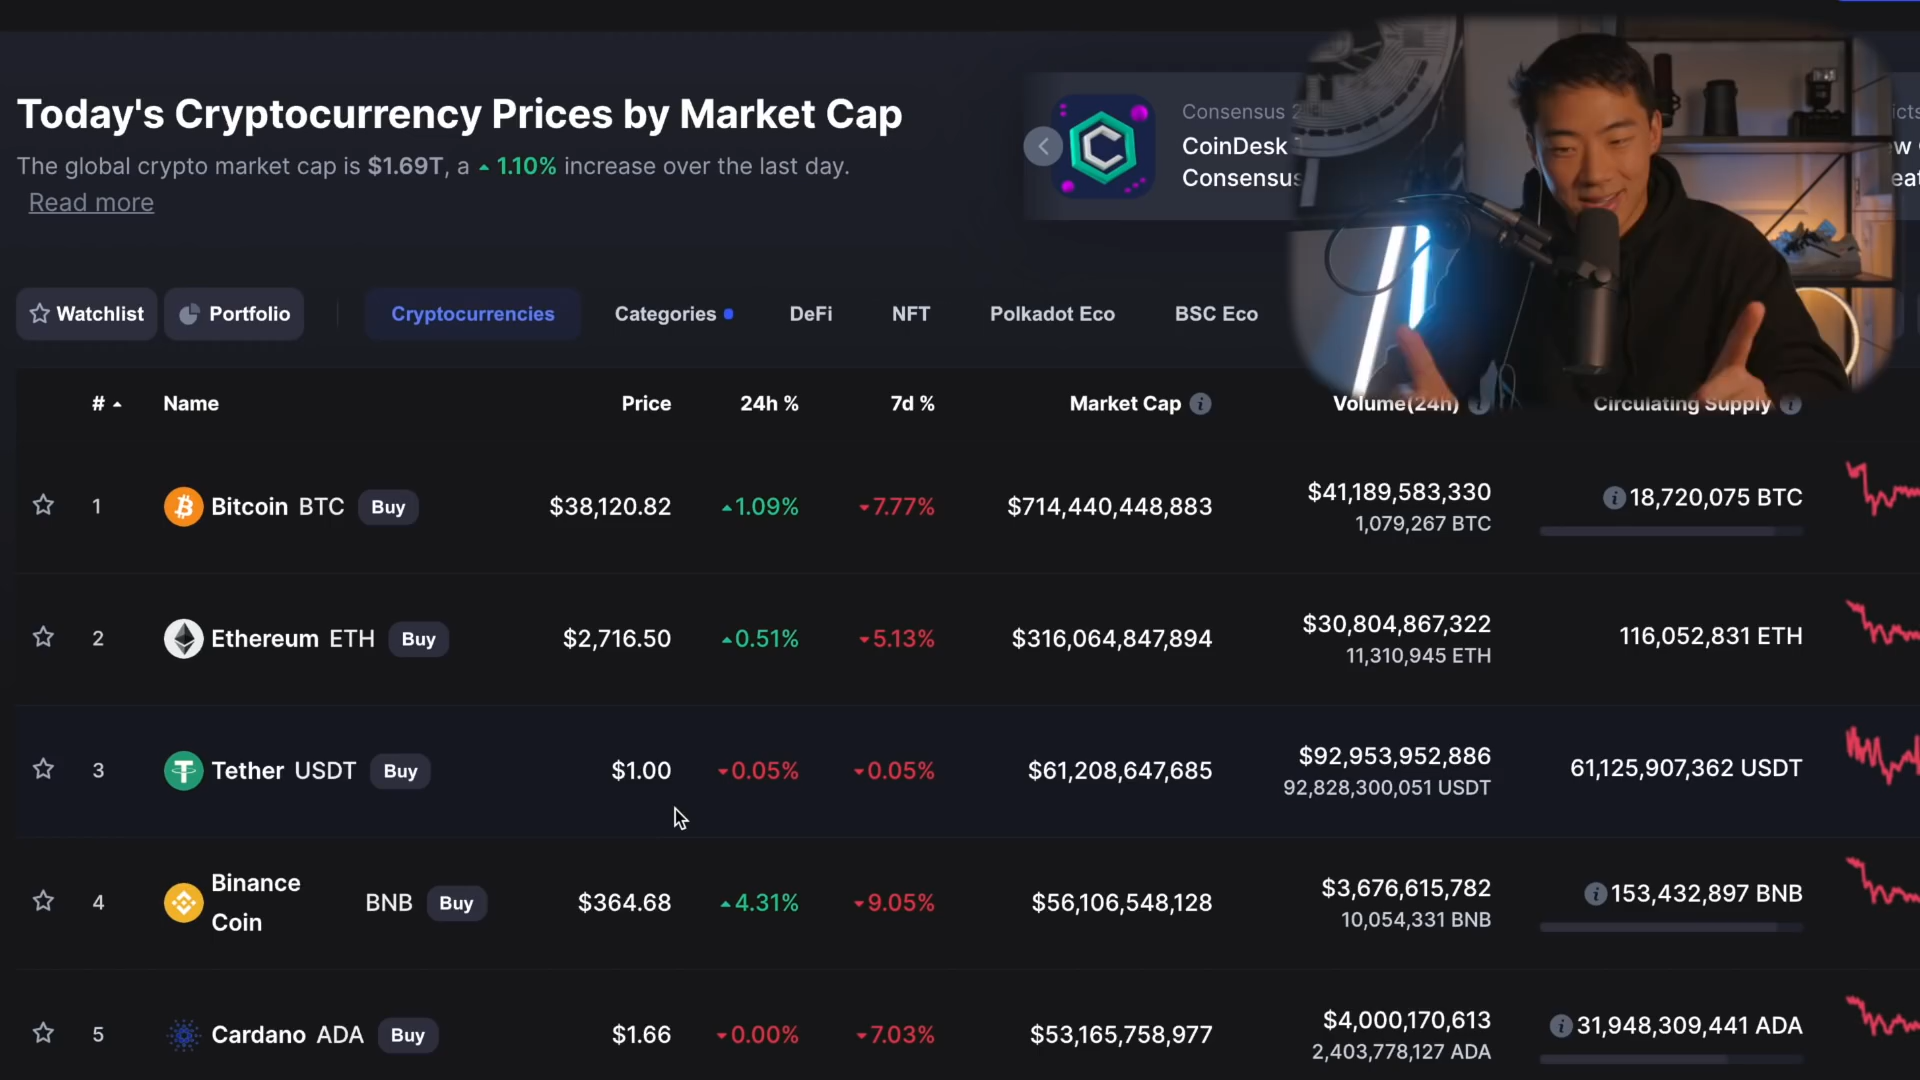 Today's Cryptocurrency Prices by Market Cap
The global crypto market cap is $1.69T, a 1.10% increase over the last day.
Read more
Consensus
CoinDesk
Consensus
Watchlist
Portfolio
Cryptocurrencies
Categories
DeFi
NFT
Polkadot Eco
BSC Eco
# Name Price 24h % 7d % Market Cap Volume(24h) Circulating Supply
1 Bitcoin BTC Buy $38,120.82 1.09% 7.77% $714,440,448,883 $41,189,583,330 18,720,075 BTC
1,079,267 BTC
2 Ethereum ETH Buy $2,716.50 0.51% 5.13% $316,064,847,894 $30,804,867,322 116,052,831 ETH
11,310,945 ETH
3 Tether USDT Buy $1.00 0.05% 0.05% $61,208,647,685 $92,953,952,886 61,125,907,362 USDT
92,828,300,051 USDT
4 Binance Coin BNB Buy $364.68 4.31% 9.05% $56,106,548,128 $3,676,615,782 153,432,897 BNB
10,054,331 BNB
5 Cardano ADA Buy $1.66 0.00% 7.03% $53,165,758,977 $4,000,170,613 31,948,309,441 ADA
2,403,778,127 ADA